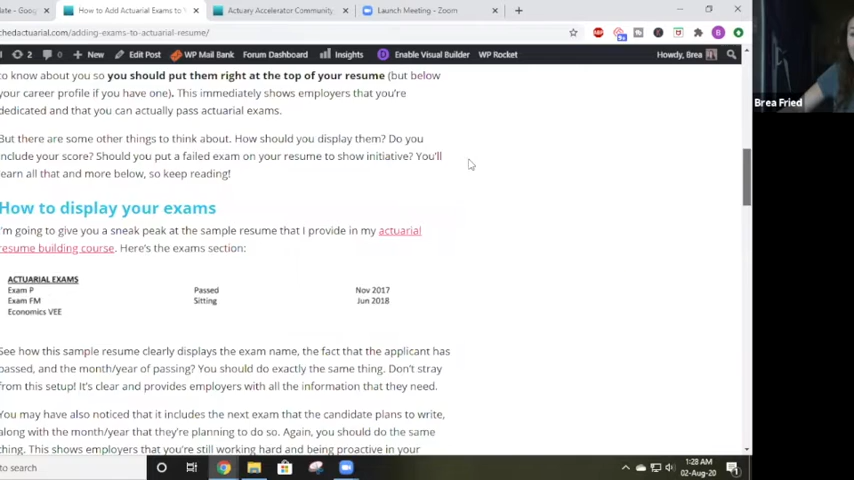 ate - Goog
How to Add Actuarial Exams to Y
Actuary Accelerator Community
Launch Meeting - Zoom
chedactuarial.com/adding-exams-to-actuarial-resume/
2
New
Edit Post
WP Mail Bank
Forum Dashboard
Insights
Enable Visual Builder
WP Rocket
Howdy, Brea
to know about you so you should put them right at the top of your resume (but below
your career profile if you have one). This immediately shows employers that you're
dedicated and that you can actually pass actuarial exams.
But there are some other things to think about. How should you display them? Do you
nclude your score? Should you put a failed exam on your resume to show initiative? You'll
earn all that and more below, so keep reading!
How to display your exams
'm going to give you a sneak peak at the sample resume that I provide in my actuarial
resume building course. Here's the exams section:
ACTUARIAL EXAMS
Exam P Passed Nov 2017
Exam FM Sitting Jun 2018
Economics VEE
See how this sample resume clearly displays the exam name, the fact that the applicant has
passed, and the month/year of passing? You should do exactly the same thing. Don't stray
from this setup! It's clear and provides employers with all the information that they need.
You may have also noticed that it includes the next exam that the candidate plans to write,
along with the month/year that they're planning to do so. Again, you should do the same
thing. This shows employers that you're still working hard and being proactive in your
to search
1:28 AM
02-Aug-20
Brea Fried